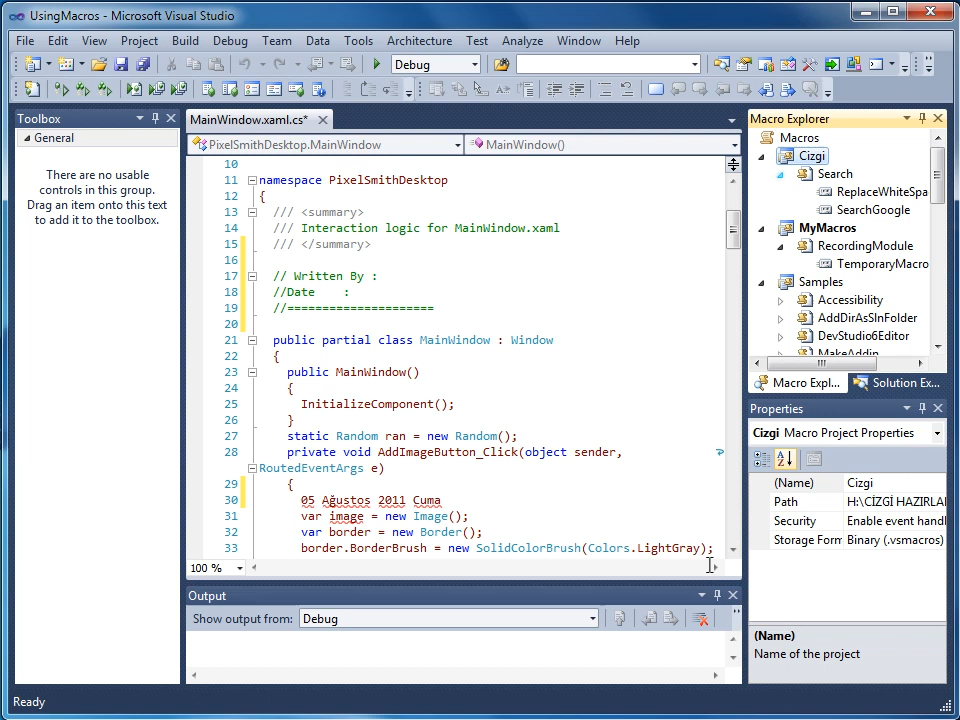 UsingMacros - Microsoft Visual Studio
File Edit View Project Build Debug Team Data Tools Architecture Test Analyze Window Help
Debug
Toolbox
General
There are no usable
controls in this group.
Drag an item onto this text
to add it to the toolbox.
MainWindow.xaml.cs*
PixelSmithDesktop.MainWindow
MainWindow()
10
11 namespace PixelSmithDesktop
12 {
13 /// <summary>
14 /// Interaction logic for MainWindow.xaml
15 /// </summary>
16
17 // Written By :
18 //Date :
19 //=====================
20
21 public partial class MainWindow : Window
22 {
23 public MainWindow()
24 {
25 InitializeComponent();
26 }
27 static Random ran = new Random();
28 private void AddImageButton_Click(object sender,
RoutedEventArgs e)
29 {
30 05 Ağustos 2011 Cuma
31 var image = new Image();
32 var border = new Border();
33 border.BorderBrush = new SolidColorBrush(Colors.LightGray);
100 %
Output
Show output from: Debug
Macro Explorer
Macros
Cizgi
Search
ReplaceWhiteSpa
SearchGoogle
MyMacros
RecordingModule
TemporaryMacro
Samples
Accessibility
AddDirAsSlnFolder
DevStudio6Editor
MakeAddin
Macro Expl...
Solution Ex...
Properties
Cizgi Macro Project Properties
(Name) Cizgi
Path H:\CİZGİ HAZIRLA
Security Enable event handl
Storage Form Binary (.vsmacros)
(Name)
Name of the project
Ready